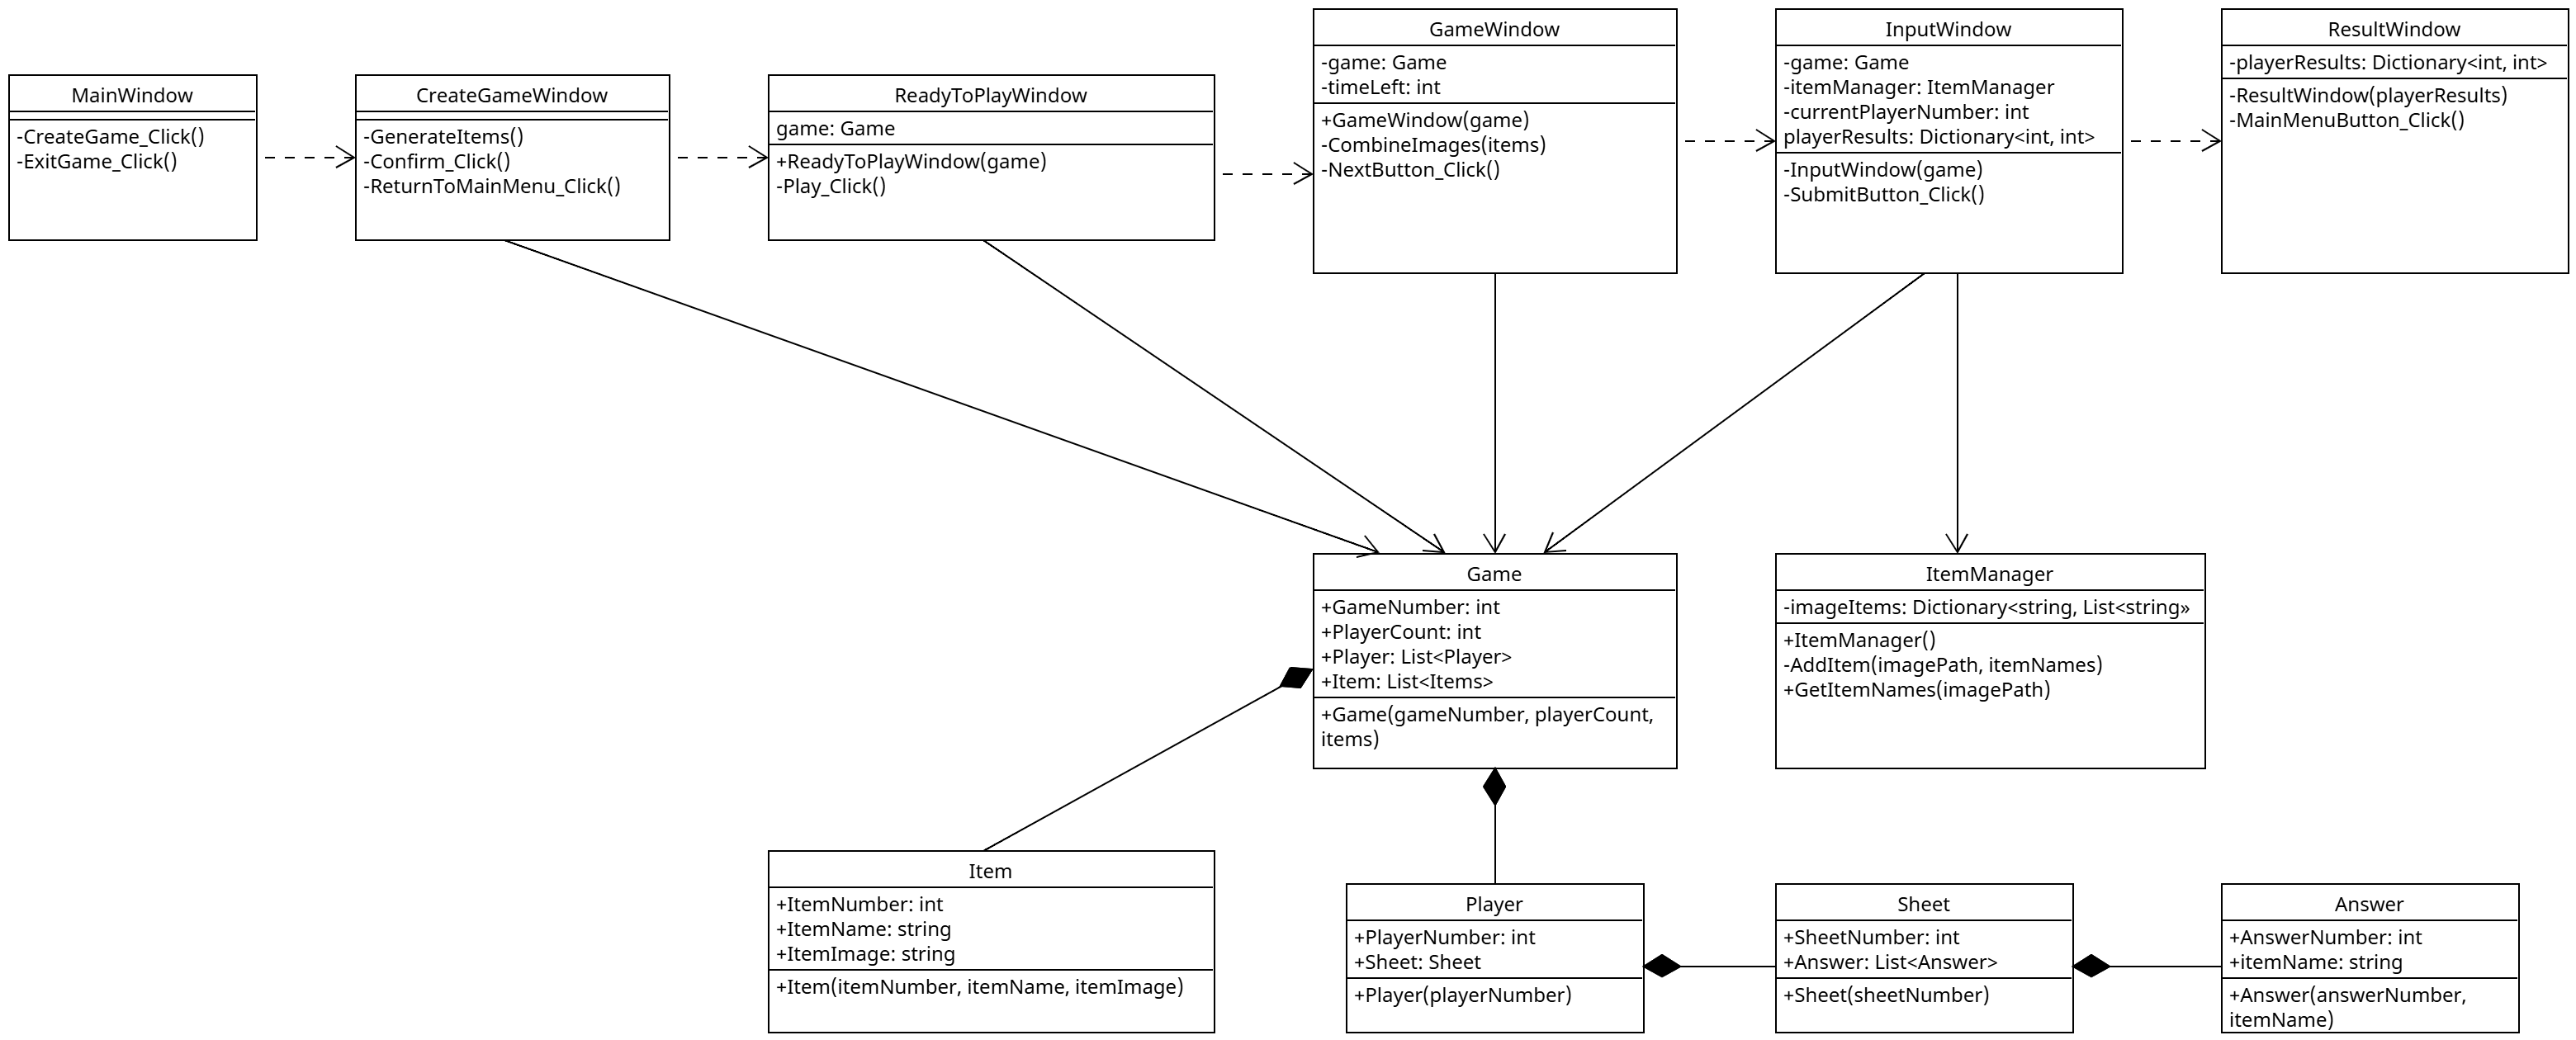 MainWindow
-CreateGame_Click()
-ExitGame_Click()
CreateGameWindow
-GenerateItems()
-Confirm_Click()
-ReturnToMainMenu_Click()
ReadyToPlayWindow
game: Game
+ReadyToPlayWindow(game)
-Play_Click()
GameWindow
-game: Game
-timeLeft: int
+GameWindow(game)
-CombineImages(items)
-NextButton_Click()
InputWindow
-game: Game
-itemManager: ItemManager
-currentPlayerNumber: int
playerResults: Dictionary<int, int>
-InputWindow(game)
-SubmitButton_Click()
ResultWindow
-playerResults: Dictionary<int, int>
-ResultWindow(playerResults)
-MainMenuButton_Click()
Game
+GameNumber: int
+PlayerCount: int
+Player: List<Player>
+Item: List<Items>
+Game(gameNumber, playerCount,
items)
ItemManager
-imageItems: Dictionary<string, List<string»
+ItemManager()
-AddItem(imagePath, itemNames)
+GetItemNames(imagePath)
Item
+ItemNumber: int
+ItemName: string
+ItemImage: string
+Item(itemNumber, itemName, itemImage)
Player
+PlayerNumber: int
+Sheet: Sheet
+Player(playerNumber)
Sheet
+SheetNumber: int
+Answer: List<Answer>
+Sheet(sheetNumber)
Answer
+AnswerNumber: int
+itemName: string
+Answer(answerNumber,
itemName)